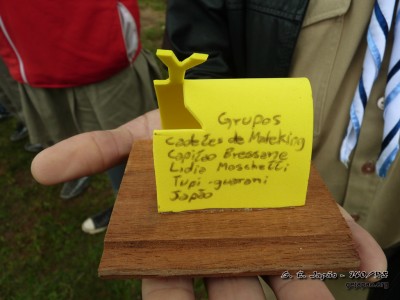 Grupos
Cadetes de Mafeking
Capitão Bressane
Lidia Moschetti
Tupi-guarani
Japão
G. E. Japão -